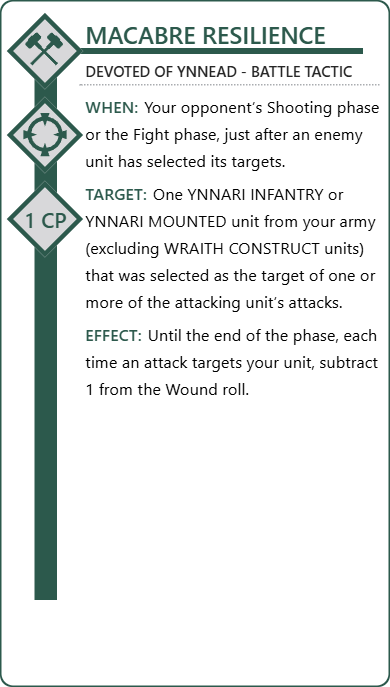 MACABRE RESILIENCE
DEVOTED OF YNNEAD - BATTLE TACTIC
WHEN: Your opponent’s Shooting phase
or the Fight phase, just after an enemy
unit has selected its targets.
1 CP
TARGET: One YNNARI INFANTRY or
YNNARI MOUNTED unit from your army
(excluding WRAITH CONSTRUCT units)
that was selected as the target of one or
more of the attacking unit’s attacks.
EFFECT: Until the end of the phase, each
time an attack targets your unit, subtract
1 from the Wound roll.